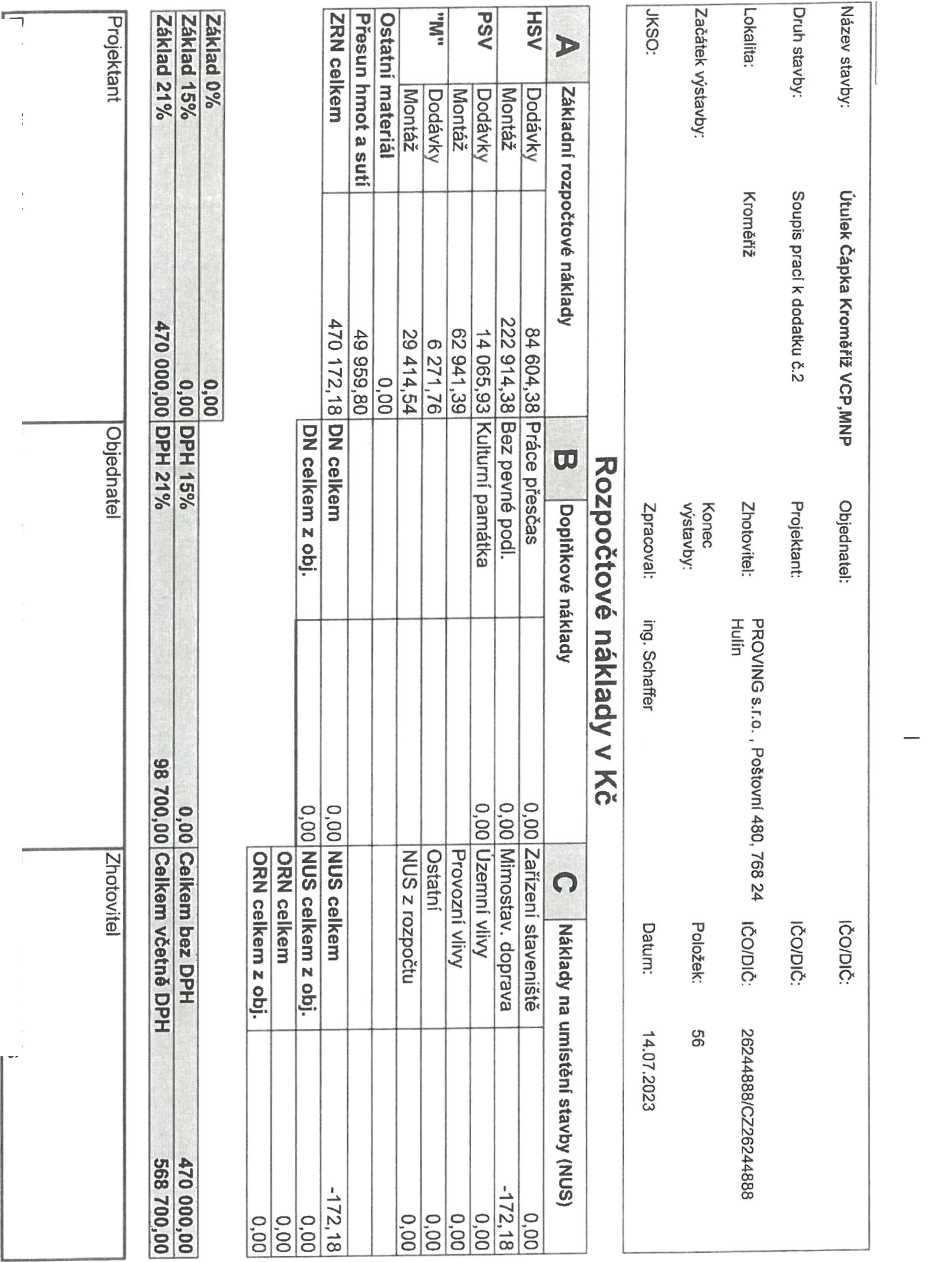 Název stavby: Útulek Čápka Kroměříž VCP,MNP Objednatel: IČO/DIČ:
Druh stavby: Soupis prací k dodatku č.2 Projektant: IČO/DIČ:
Lokalita: Kroměříž Zhotovitel: PROVING s.r.o. , Poštovní 480, 768 24 Hulín IČO/DIČ: 26244888/CZ26244888
Začátek výstavby: Konec výstavby: Položek: 56
JKSO: Zpracoval: ing. Schaffer Datum: 14.07.2023
Rozpočtové náklady v Kč
A Základní rozpočtové náklady B Doplňkové náklady C Náklady na umístění stavby (NUS)
HSV Dodávky 84 604,38 Práce přesčas 0,00 Zařízení staveniště 0,00
Montáž 222 914,38 Bez pevné podl. 0,00 Mimostav. doprava -172,18
PSV Dodávky 14 065,93 Kulturní památka 0,00 Územní vlivy 0,00
Montáž 62 941,39 Provozní vlivy 0,00
"M" Dodávky 6 271,76 Ostatní 0,00
Montáž 29 414,54 NUS z rozpočtu 0,00
Ostatní materiál 0,00
Přesun hmot a sutí 49 959,80
ZRN celkem 470 172,18 DN celkem 0,00 NUS celkem -172,18
DN celkem z obj. 0,00 NUS celkem z obj. 0,00
ORN celkem 0,00
ORN celkem z obj. 0,00
Základ 0% 0,00
Základ 15% 0,00 DPH 15% 0,00 Celkem bez DPH 470 000,00
Základ 21% 470 000,00 DPH 21% 98 700,00 Celkem včetně DPH 568 700,00
Projektant Objednatel Zhotovitel